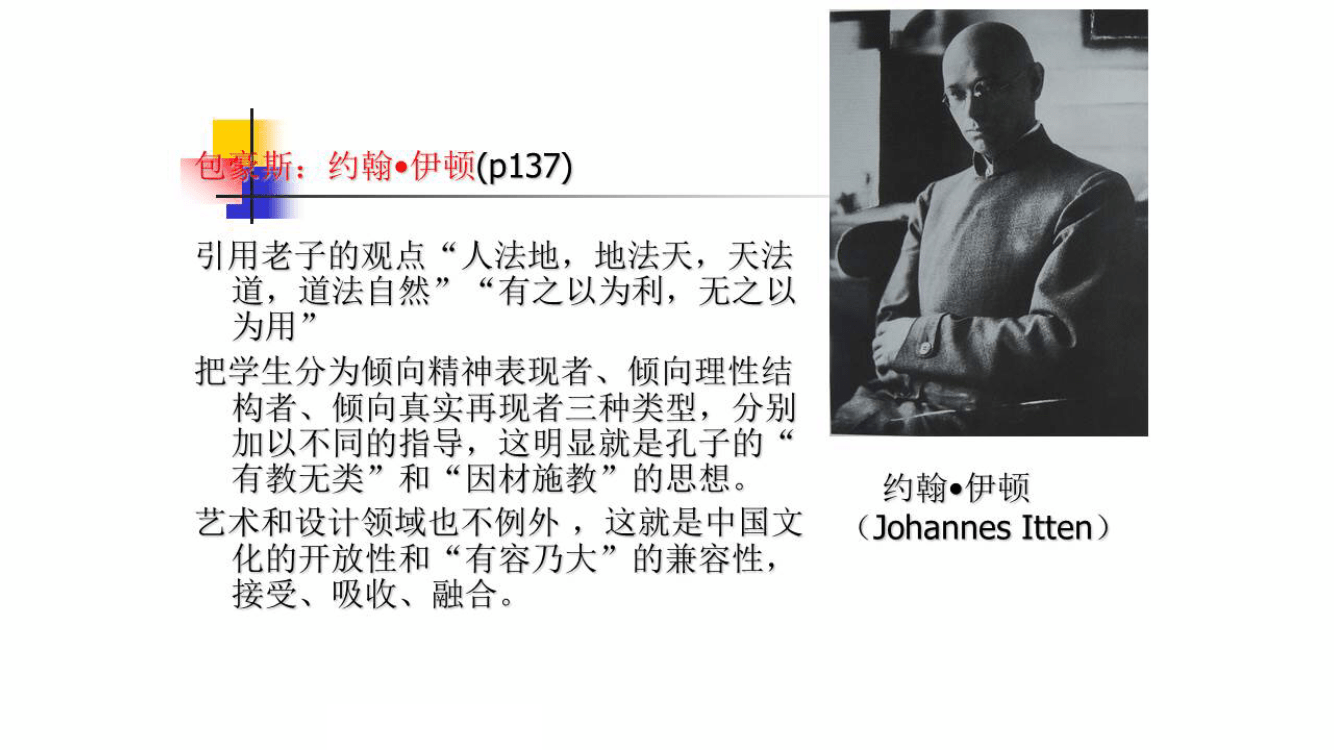 包豪斯：约翰•伊顿(p137)
引用老子的观点“人法地，地法天，天法
道，道法自然”“有之以为利，无之以
为用”
把学生分为倾向精神表现者、倾向理性结
构者、倾向真实再现者三种类型，分别
加以不同的指导，这明显就是孔子的“
有教无类”和“因材施教”的思想。
艺术和设计领域也不例外 ，这就是中国文
化的开放性和“有容乃大”的兼容性，
接受、吸收、融合。
约翰•伊顿
（Johannes Itten）